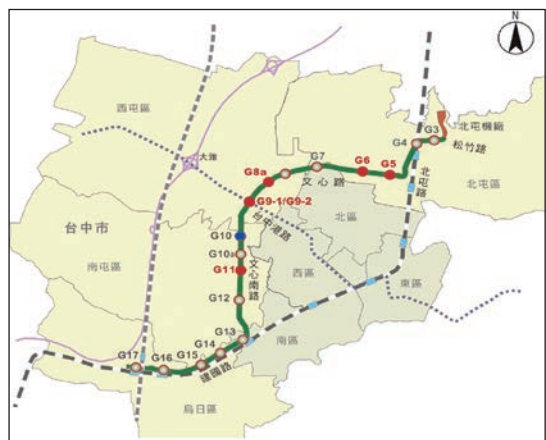 N
西屯區
大雅
北屯機廠
G3
G4
松竹路
北屯路
北屯區
G7
G6
G5
文心路
G8a
G9-1/G9-2
台中港路
北區
台中市
南屯區
G10
G10a
G11
文心南路
西區
東區
G12
G13
南區
G14
G15
G16
G17
建國路
烏日區